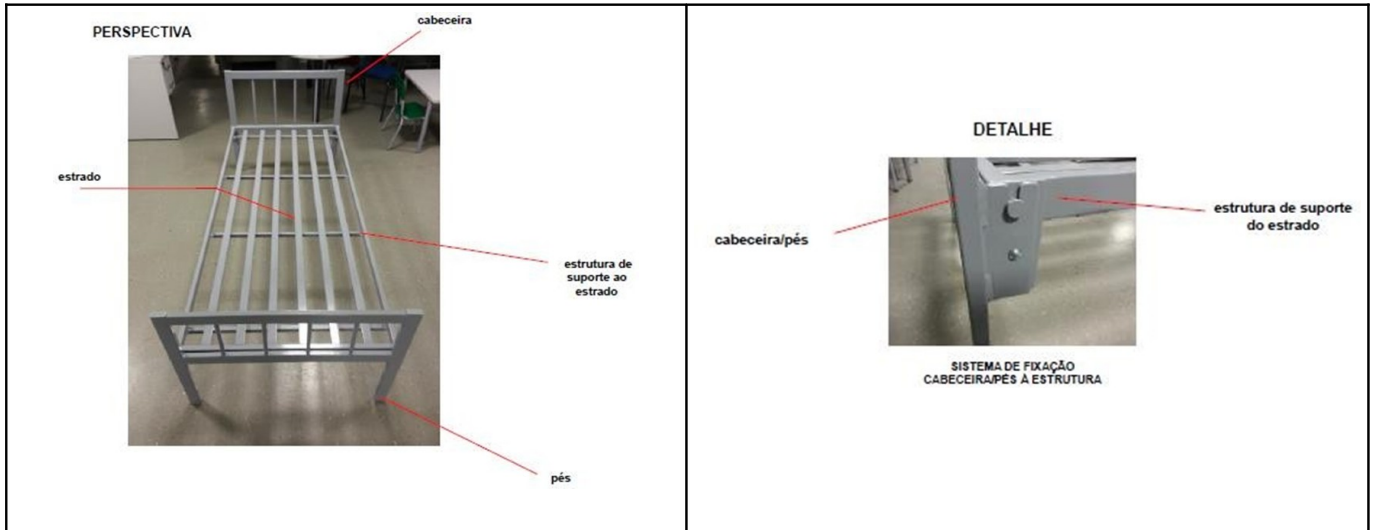 PERSPECTIVA
cabeceira
estrado
estrutura de
suporte ao
estrado
pés
DETALHE
cabeceira/pés
estrutura de suporte
do estrado
SISTEMA DE FIXAÇÃO
CABECEIRA/PÉS À ESTRUTURA